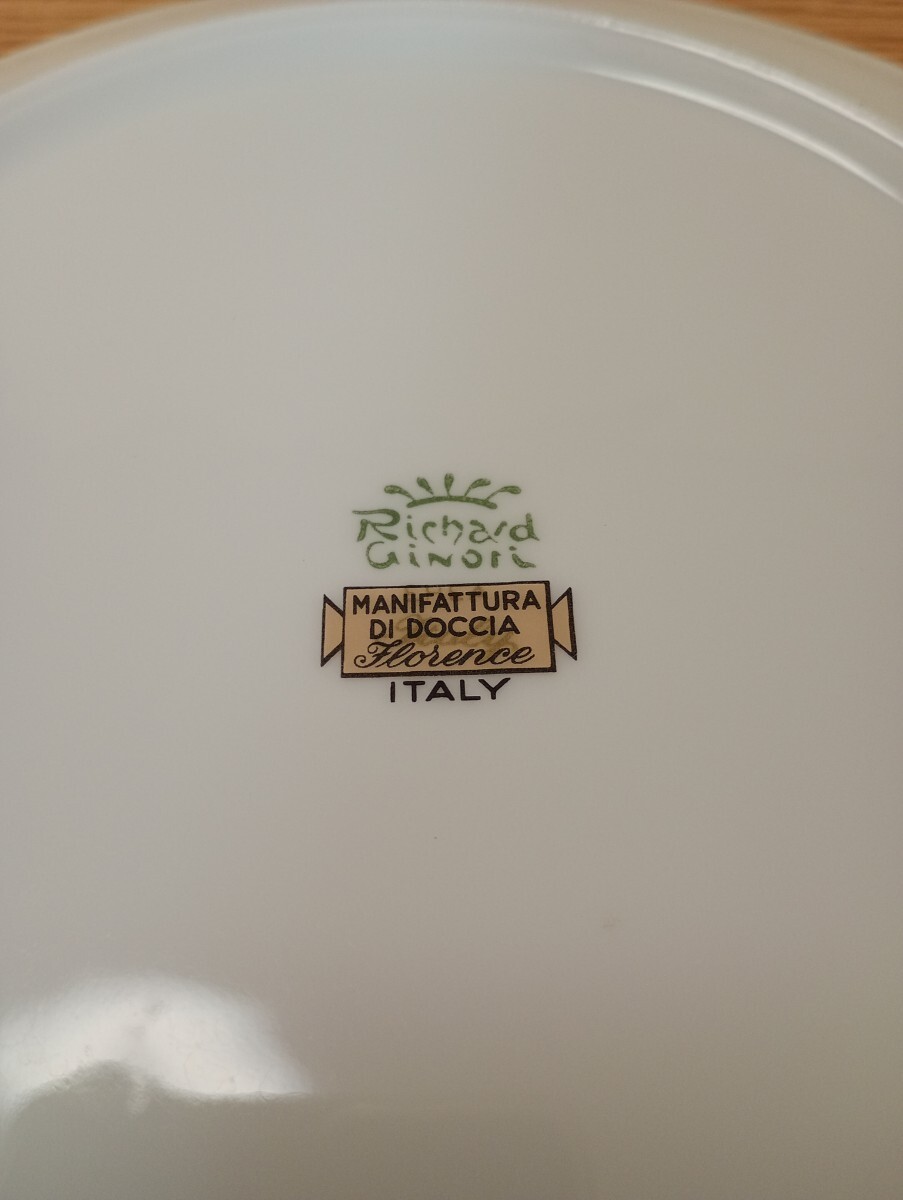 Richard
Ginori
MANIFATTURA
DI DOCCIA
Florence
ITALY